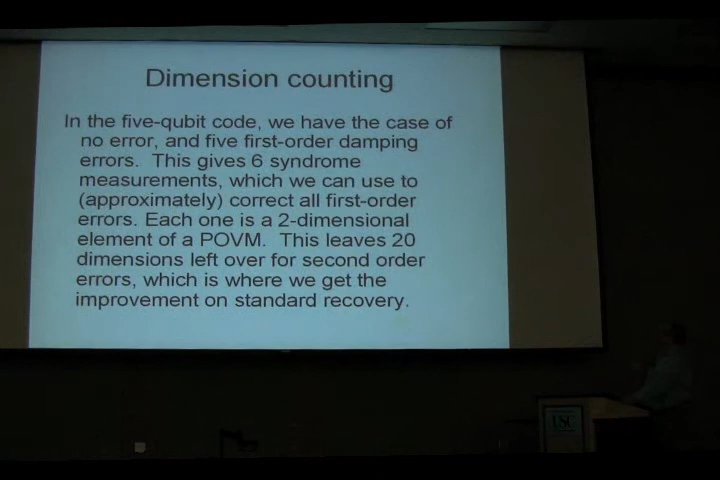 Dimension counting
In the five-qubit code, we have the case of
no error, and five first-order damping
errors. This gives 6 syndrome
measurements, which we can use to
(approximately) correct all first-order
errors. Each one is a 2-dimensional
element of a POVM. This leaves 20
dimensions left over for second order
errors, which is where we get the
improvement on standard recovery.
USC